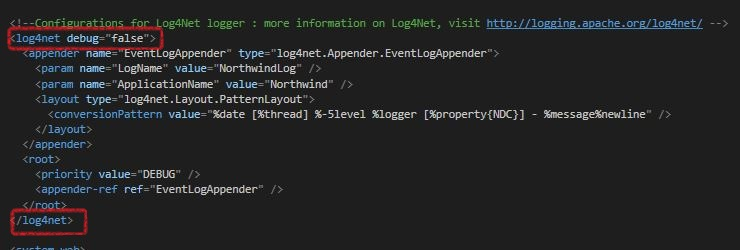 <!--Configurations for Log4Net logger : more information on Log4Net, visit http://logging.apache.org/log4net/ -->
<log4net debug="false">
<appender name="EventLogAppender" type="log4net.Appender.EventLogAppender">
<param name="LogName" value="NorthwindLog" />
<param name="ApplicationName" value="Northwind" />
<layout type="log4net.Layout.PatternLayout">
<conversionPattern value="%date [%thread] %-5level %logger [%property{NDC}] - %message%newline" />
</layout>
</appender>
<root>
<priority value="DEBUG" />
<appender-ref ref="EventLogAppender" />
</root>
</log4net>
<system.web>